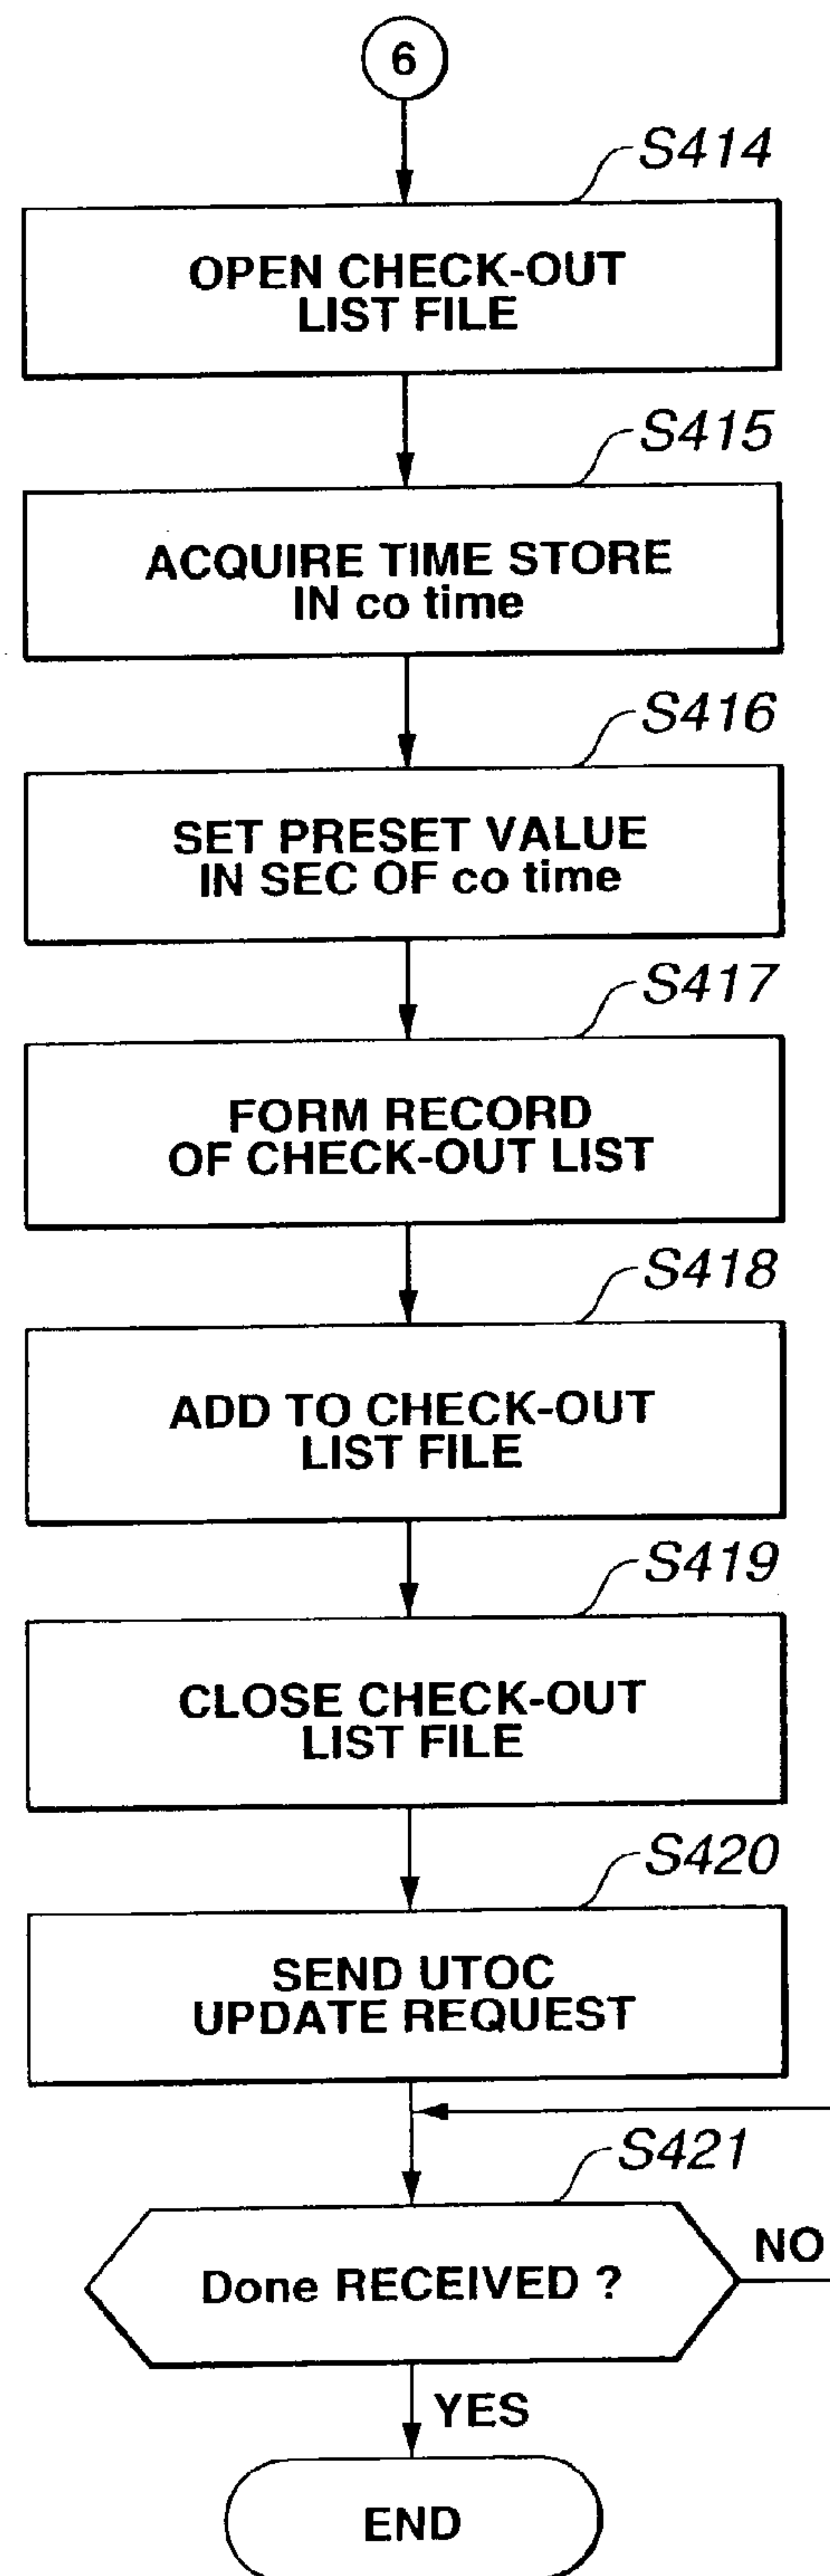 6
S414
OPEN CHECK-OUT
LIST FILE
S415
ACQUIRE TIME STORE
IN co time
S416
SET PRESET VALUE
IN SEC OF co time
S417
FORM RECORD
OF CHECK-OUT LIST
S418
ADD TO CHECK-OUT
LIST FILE
S419
CLOSE CHECK-OUT
LIST FILE
S420
SEND UTOC
UPDATE REQUEST
S421
Done RECEIVED ?
NO
YES
END